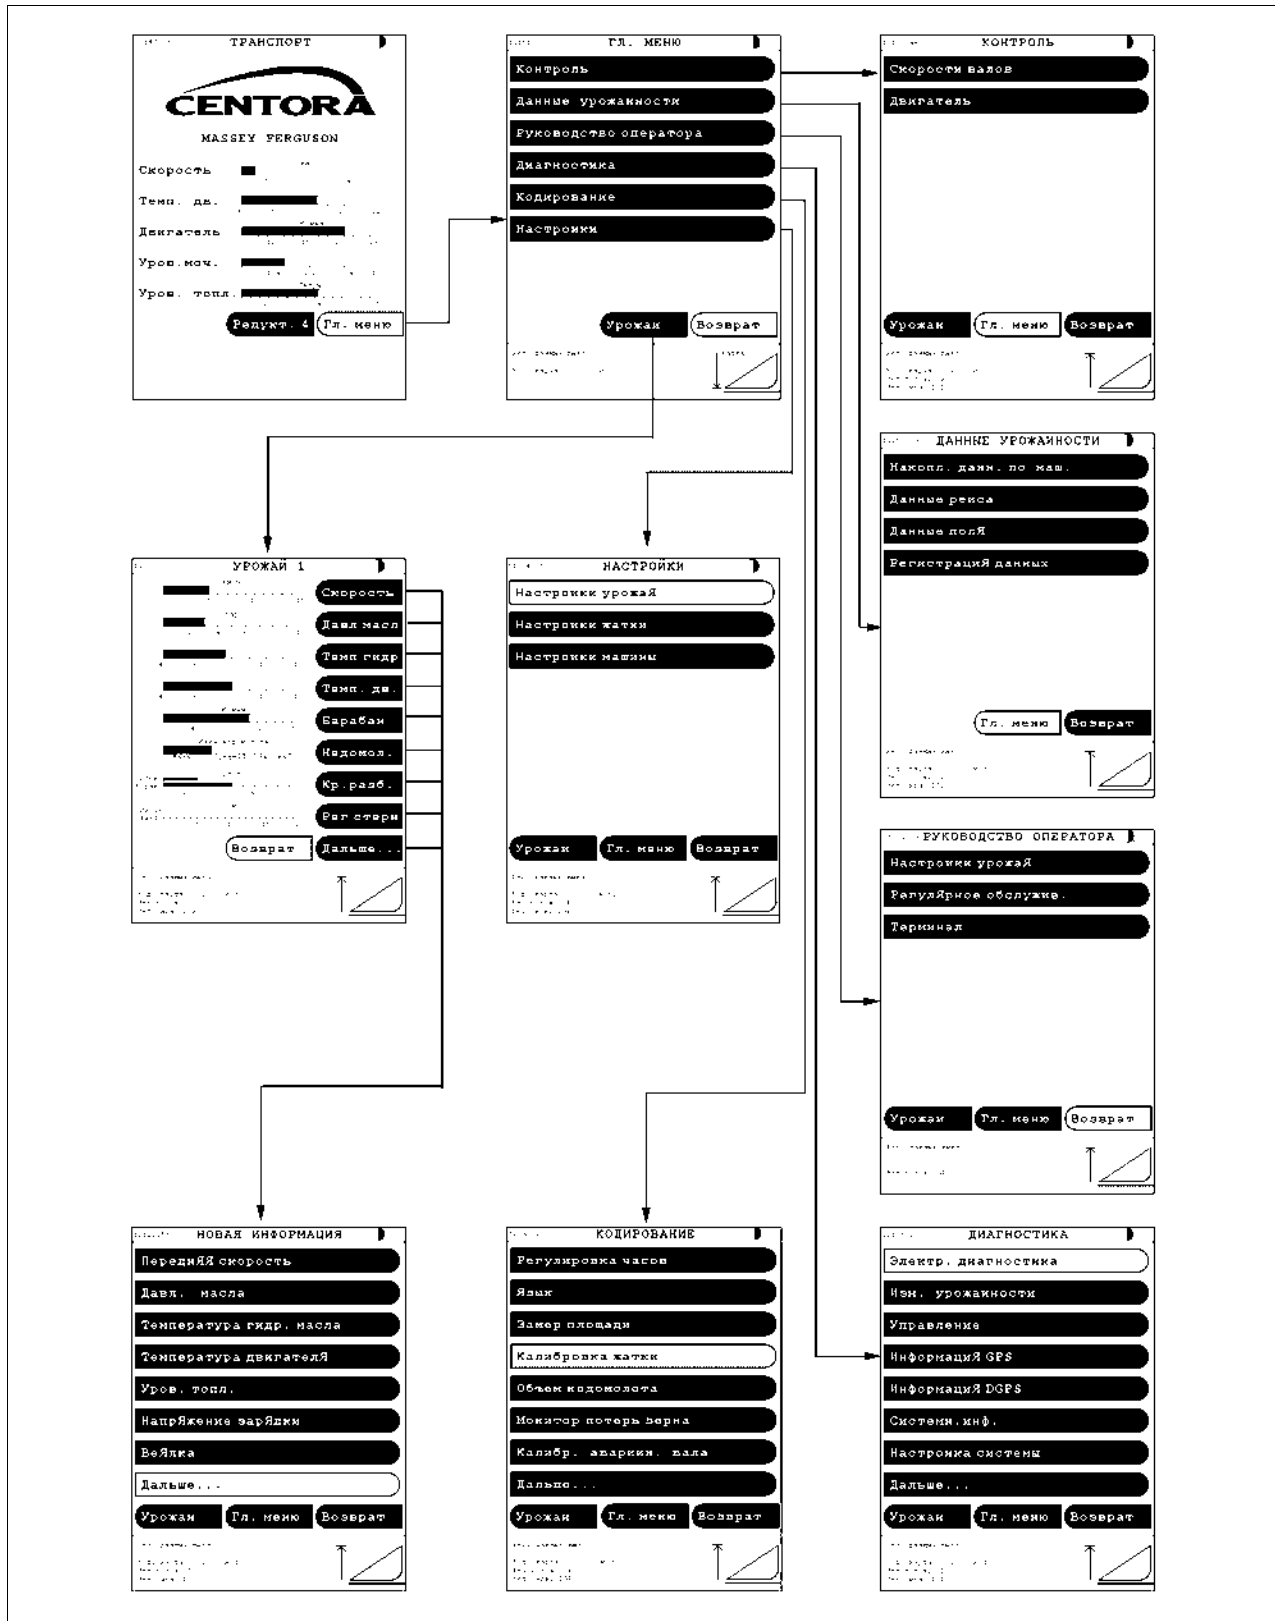 ТРАНСПОРТ
CENTORA
MASSEY FERGUSON
Скорость
Темп. дв.
Двигатель
Уров.моч.
Уров. топл.
Редукт. 4
Гл. меню
ГЛ. МЕНЮ
Контроль
Данные урожайности
Руководство оператора
Диагностика
Кодирование
Настройки
Урожай
Возврат
КОНТРОЛЬ
Скорости валов
Двигатель
Урожай
Гл. меню
Возврат
ДАННЫЕ УРОЖАЙНОСТИ
Накопл. данн. по маш.
Данные рейса
Данные полЯ
РегистрациЯ данных
Гл. меню
Возврат
УРОЖАЙ 1
Скорость
Давл масл
Темп гидр
Темп. дв.
Барабан
Недомол.
Кр.разб.
Рег стерн
Возврат
Дальше...
НАСТРОЙКИ
Настройки урожаЯ
Настройки жатки
Настройки машины
Урожай
Гл. меню
Возврат
РУКОВОДСТВО ОПЕРАТОРА
Настройки урожаЯ
РегулЯрное обслужив.
Терминал
Урожай
Гл. меню
Возврат
НОВАЯ ИНФОРМАЦИЯ
ПереднЯЯ скорость
Давл. масла
Температура гидр. масла
Температура двигателЯ
Уров. топл.
НапрЯжение зарЯдки
ВеЯлка
Дальше...
Урожай
Гл. меню
Возврат
КОДИРОВАНИЕ
Регулировка часов
Язык
Замер площади
Калибровка жатки
Объем недомолота
Монитор потерь зерна
Калибр. аварийн. вала
Дальше...
Урожай
Гл. меню
Возврат
ДИАГНОСТИКА
Электр. диагностика
Изм. урожайности
Управление
ИнформациЯ GPS
ИнформациЯ DGPS
Системн.инф.
Настройка системы
Дальше...
Урожай
Гл. меню
Возврат